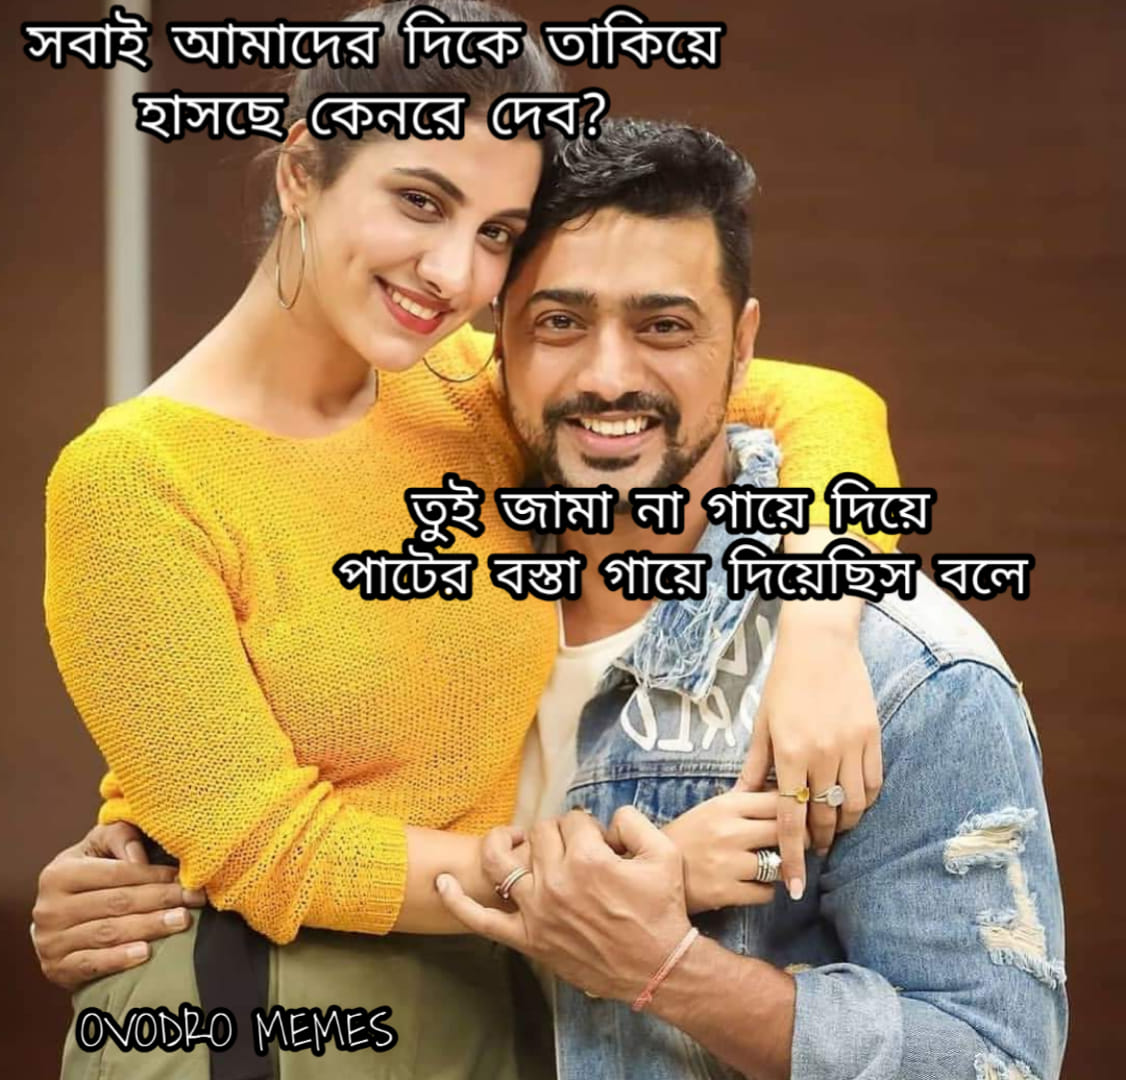 সবাই আমাদের দিকে তাকিয়ে
হাসছে কেনরে দেব?
তুই জামা না গায়ে দিয়ে
পাটের বস্তা গায়ে দিয়েছিস বলে
OVODRO MEMES